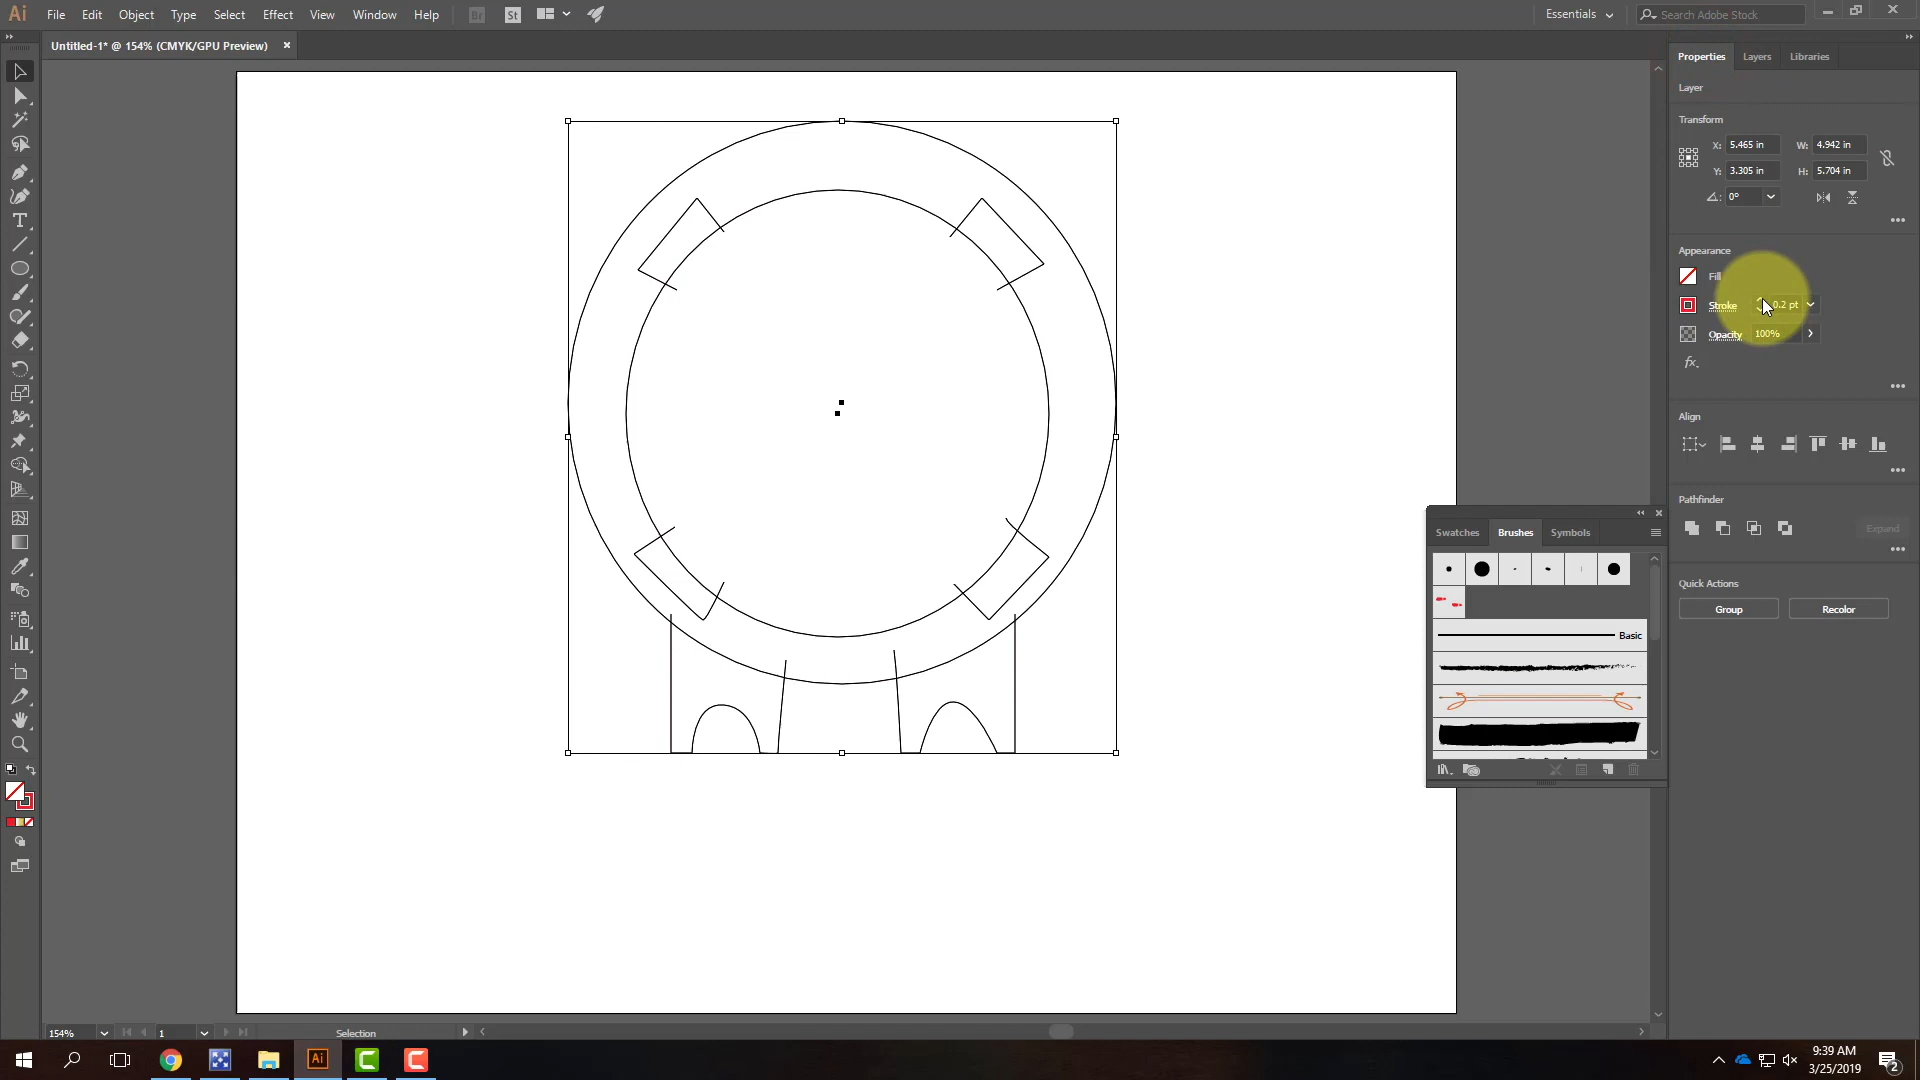 Ai File Edit Object Type Select Effect View Window Help Br St Essentials Search Adobe Stock
Untitled-1* @ 154% (CMYK/GPU Preview) ×
Properties Layers Libraries
Layer
Transform
X: 5.465 in W: 4.942 in
Y: 3.305 in H: 5.704 in
0°
Appearance
Fill
Stroke 0.2 pt
Opacity 100%
fx.
Align
Pathfinder
Expand
Quick Actions
Group Recolor
Swatches Brushes Symbols
Basic
154% 1 Selection
Ai
9:39 AM
3/25/2019
2